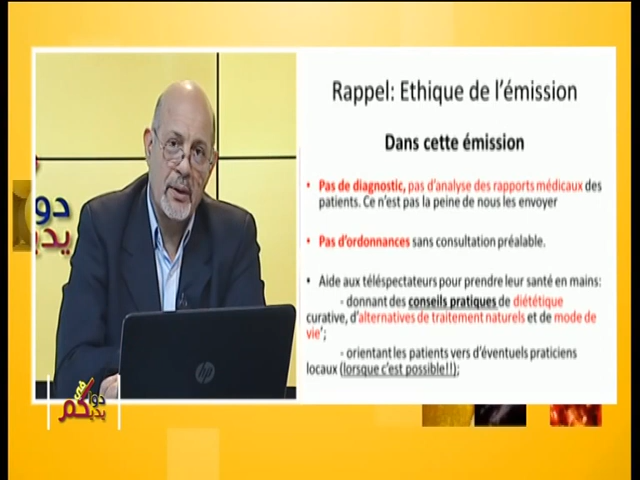 Rappel: Ethique de l'émission
Dans cette émission
• Pas de diagnostic, pas d'analyse des rapports médicaux des
patients. Ce n'est pas la peine de nous les envoyer
• Pas d'ordonnances sans consultation préalable.
• Aide aux téléspectateurs pour prendre leur santé en mains:
- donnant des conseils pratiques de diététique
curative, d'alternatives de traitement naturels et de mode de
vie';
- orientant les patients vers d'éventuels praticiens
locaux (lorsque c'est possible!!);
hp
في
دوا
يديكم